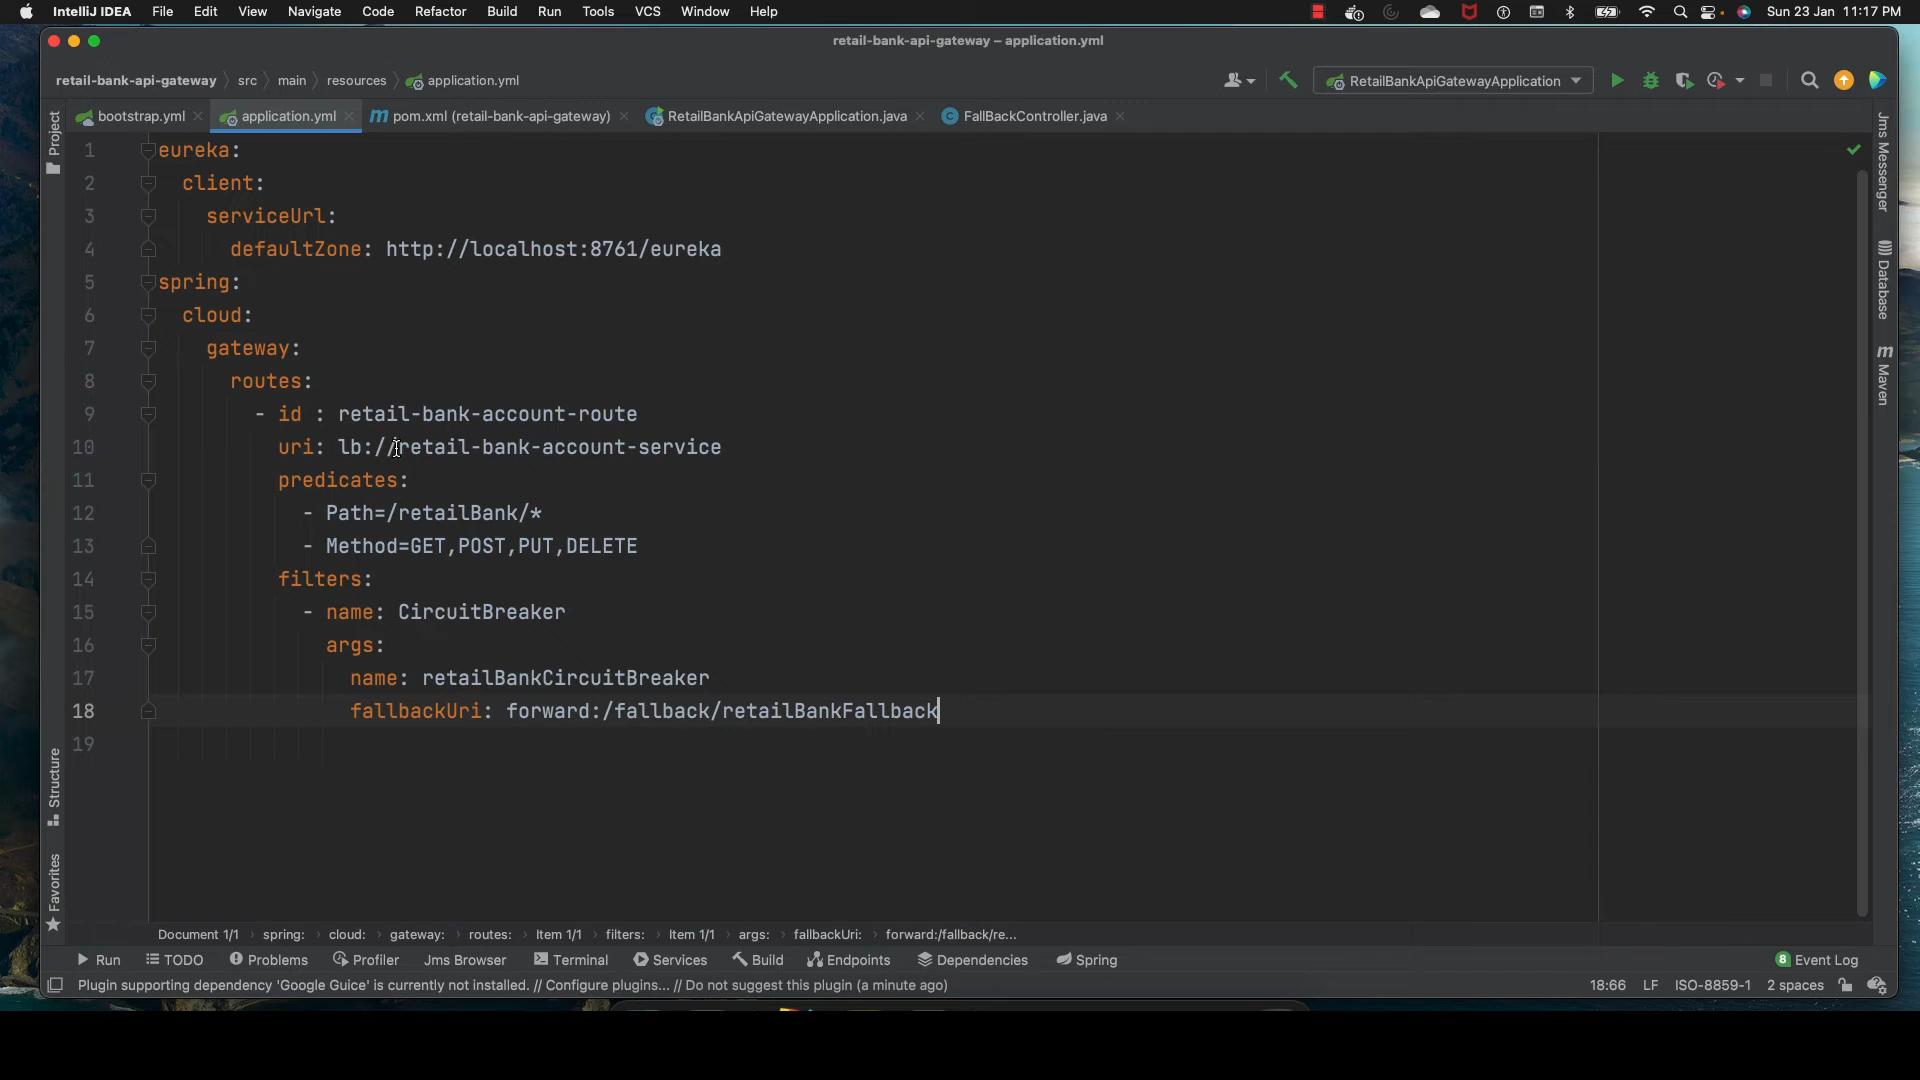 IntelliJ IDEA File Edit View Navigate Code Refactor Build Run Tools VCS Window Help Sun 23 Jan 11:17 PM
retail-bank-api-gateway – application.yml
retail-bank-api-gateway src main resources application.yml RetailBankApiGatewayApplication
bootstrap.yml application.yml pom.xml (retail-bank-api-gateway) RetailBankApiGatewayApplication.java FallBackController.java
Project
Structure
Favorites
1 eureka:
2 client:
3 serviceUrl:
4 defaultZone: http://localhost:8761/eureka
5 spring:
6 cloud:
7 gateway:
8 routes:
9 - id : retail-bank-account-route
10 uri: lb://retail-bank-account-service
11 predicates:
12 - Path=/retailBank/*
13 - Method=GET,POST,PUT,DELETE
14 filters:
15 - name: CircuitBreaker
16 args:
17 name: retailBankCircuitBreaker
18 fallbackUri: forward:/fallback/retailBankFallback
19
Jms Messenger
Database
Maven
Document 1/1 spring: cloud: gateway: routes: Item 1/1 filters: Item 1/1 args: fallbackUri: forward:/fallback/re...
Run TODO Problems Profiler Jms Browser Terminal Services Build Endpoints Dependencies Spring 8 Event Log
Plugin supporting dependency 'Google Guice' is currently not installed. // Configure plugins... // Do not suggest this plugin (a minute ago) 18:66 LF ISO-8859-1 2 spaces